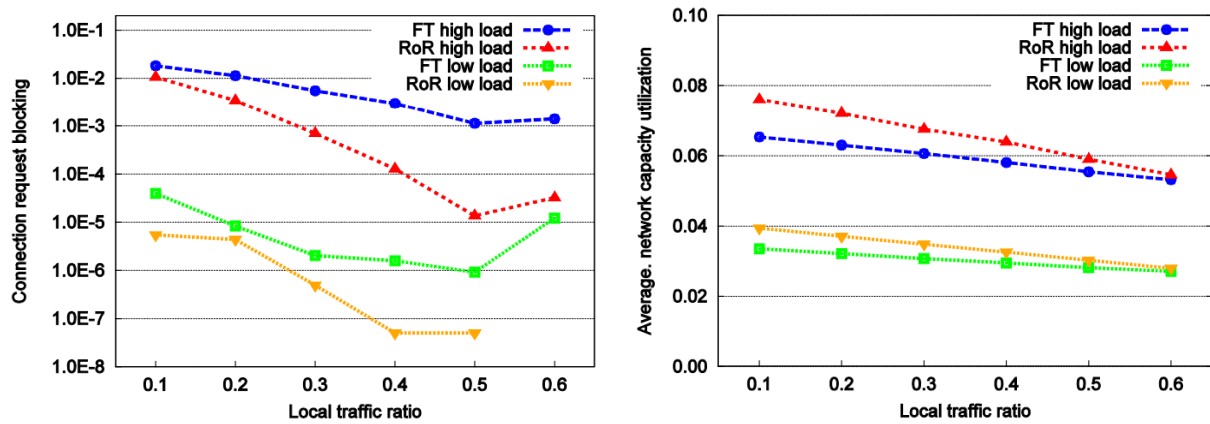 FT high load
RoR high load
FT low load
RoR low load
1.0E-1
1.0E-2
1.0E-3
1.0E-4
1.0E-5
1.0E-6
1.0E-7
1.0E-8
Connection request blocking
0.1 0.2 0.3 0.4 0.5 0.6
Local traffic ratio
FT high load
RoR high load
FT low load
RoR low load
0.10
0.08
0.06
0.04
0.02
0.00
Average. network capacity utilization
0.1 0.2 0.3 0.4 0.5 0.6
Local traffic ratio